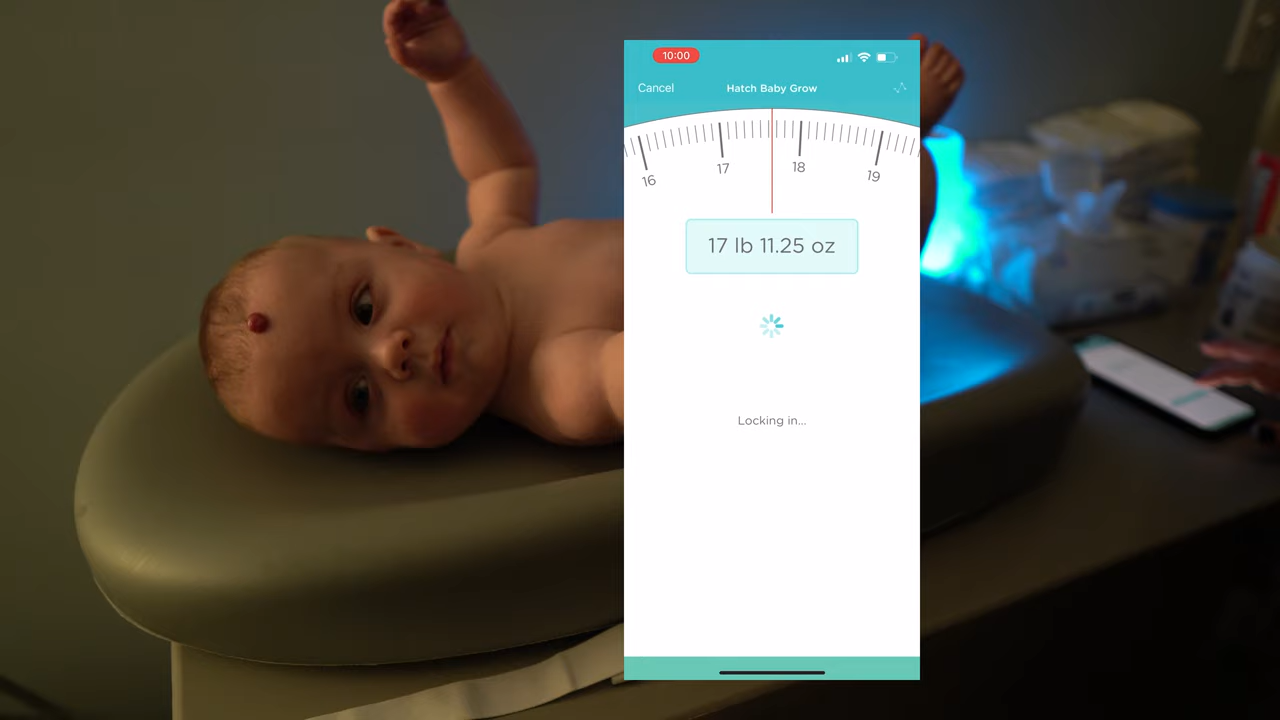 10:00
Cancel
Hatch Baby Grow
16
17
18
19
17 lb 11.25 oz
Locking in...